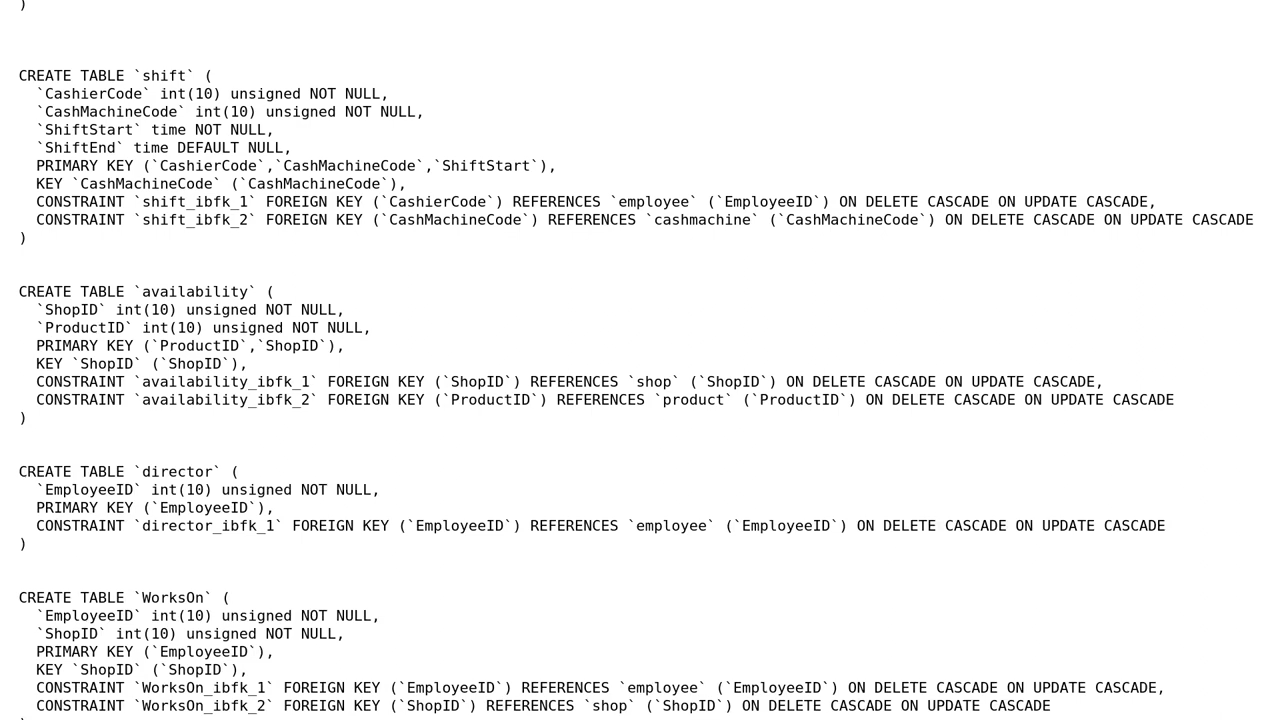 )
CREATE TABLE `shift` (
  `CashierCode` int(10) unsigned NOT NULL,
  `CashMachineCode` int(10) unsigned NOT NULL,
  `ShiftStart` time NOT NULL,
  `ShiftEnd` time DEFAULT NULL,
  PRIMARY KEY (`CashierCode`,`CashMachineCode`,`ShiftStart`),
  KEY `CashMachineCode` (`CashMachineCode`),
  CONSTRAINT `shift_ibfk_1` FOREIGN KEY (`CashierCode`) REFERENCES `employee` (`EmployeeID`) ON DELETE CASCADE ON UPDATE CASCADE,
  CONSTRAINT `shift_ibfk_2` FOREIGN KEY (`CashMachineCode`) REFERENCES `cashmachine` (`CashMachineCode`) ON DELETE CASCADE ON UPDATE CASCADE
)
CREATE TABLE `availability` (
  `ShopID` int(10) unsigned NOT NULL,
  `ProductID` int(10) unsigned NOT NULL,
  PRIMARY KEY (`ProductID`,`ShopID`),
  KEY `ShopID` (`ShopID`),
  CONSTRAINT `availability_ibfk_1` FOREIGN KEY (`ShopID`) REFERENCES `shop` (`ShopID`) ON DELETE CASCADE ON UPDATE CASCADE,
  CONSTRAINT `availability_ibfk_2` FOREIGN KEY (`ProductID`) REFERENCES `product` (`ProductID`) ON DELETE CASCADE ON UPDATE CASCADE
)
CREATE TABLE `director` (
  `EmployeeID` int(10) unsigned NOT NULL,
  PRIMARY KEY (`EmployeeID`),
  CONSTRAINT `director_ibfk_1` FOREIGN KEY (`EmployeeID`) REFERENCES `employee` (`EmployeeID`) ON DELETE CASCADE ON UPDATE CASCADE
)
CREATE TABLE `WorksOn` (
  `EmployeeID` int(10) unsigned NOT NULL,
  `ShopID` int(10) unsigned NOT NULL,
  PRIMARY KEY (`EmployeeID`),
  KEY `ShopID` (`ShopID`),
  CONSTRAINT `WorksOn_ibfk_1` FOREIGN KEY (`EmployeeID`) REFERENCES `employee` (`EmployeeID`) ON DELETE CASCADE ON UPDATE CASCADE,
  CONSTRAINT `WorksOn_ibfk_2` FOREIGN KEY (`ShopID`) REFERENCES `shop` (`ShopID`) ON DELETE CASCADE ON UPDATE CASCADE